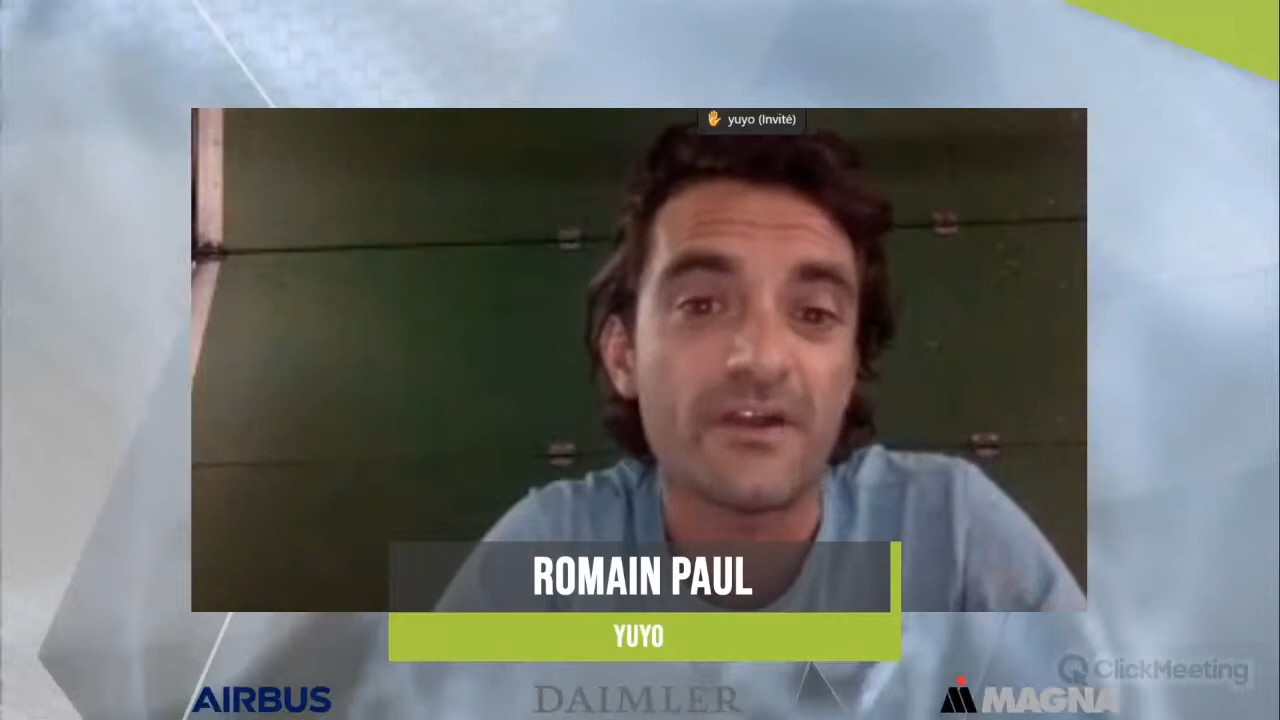 yuyo (Invité)
ROMAIN PAUL
YUYO
AIRBUS
DAIMLER
MAGNA
ClickMeeting